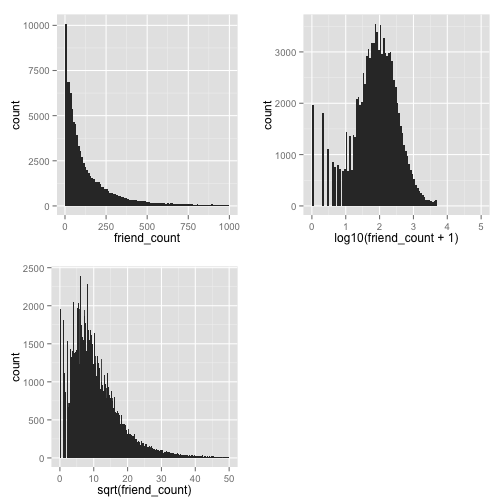 10000
7500
5000
2500
0
count
0 250 500 750 1000
friend_count
3000
2000
1000
0
count
0 1 2 3 4 5
log10(friend_count + 1)
2500
2000
1500
1000
500
0
count
0 10 20 30 40 50
sqrt(friend_count)